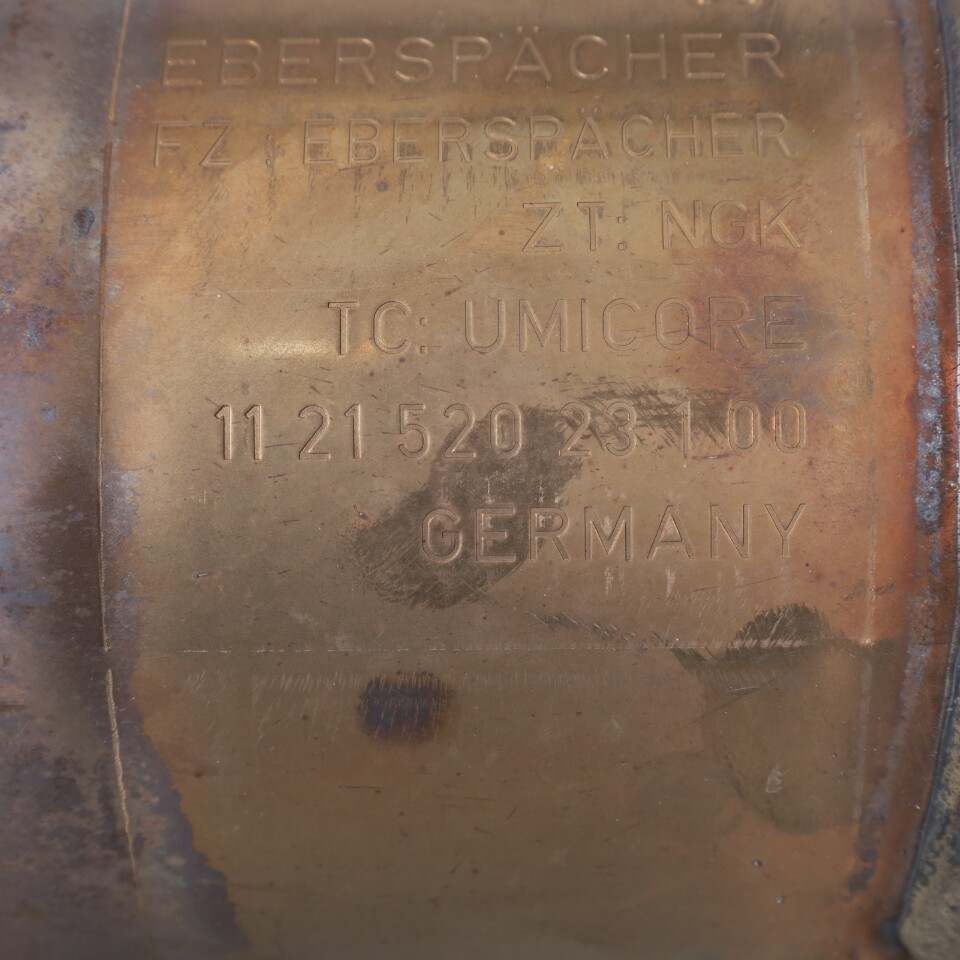 EBERSPÄCHER
FZ: EBERSPÄCHER
ZT: NGK
TC: UMICORE
11 21 520 23 1 00
GERMANY